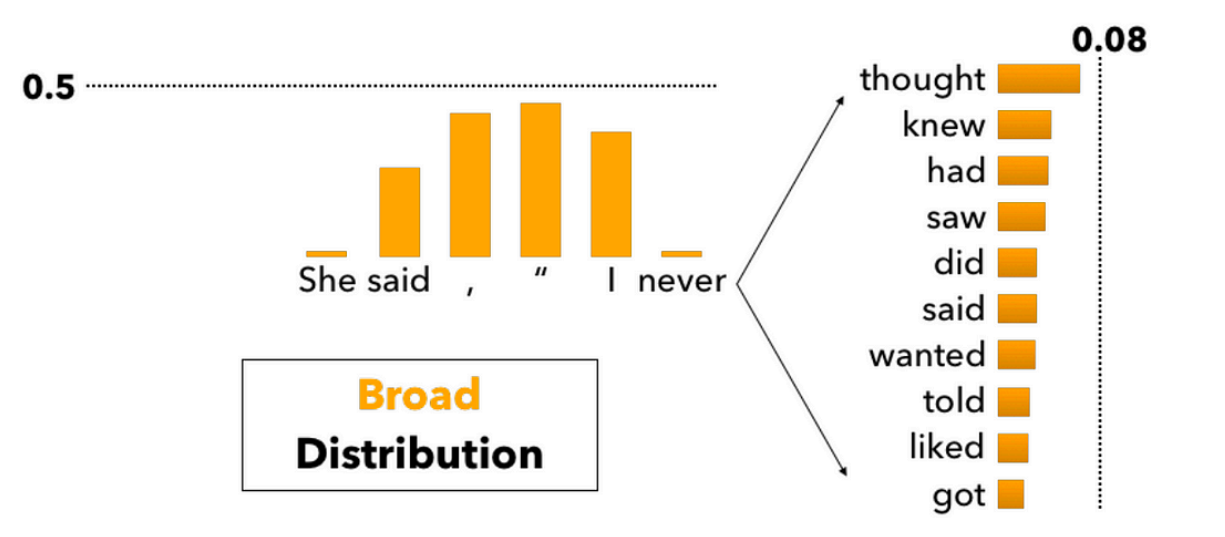 0.5
She said , “ I never
Broad
Distribution
0.08
thought
knew
had
saw
did
said
wanted
told
liked
got